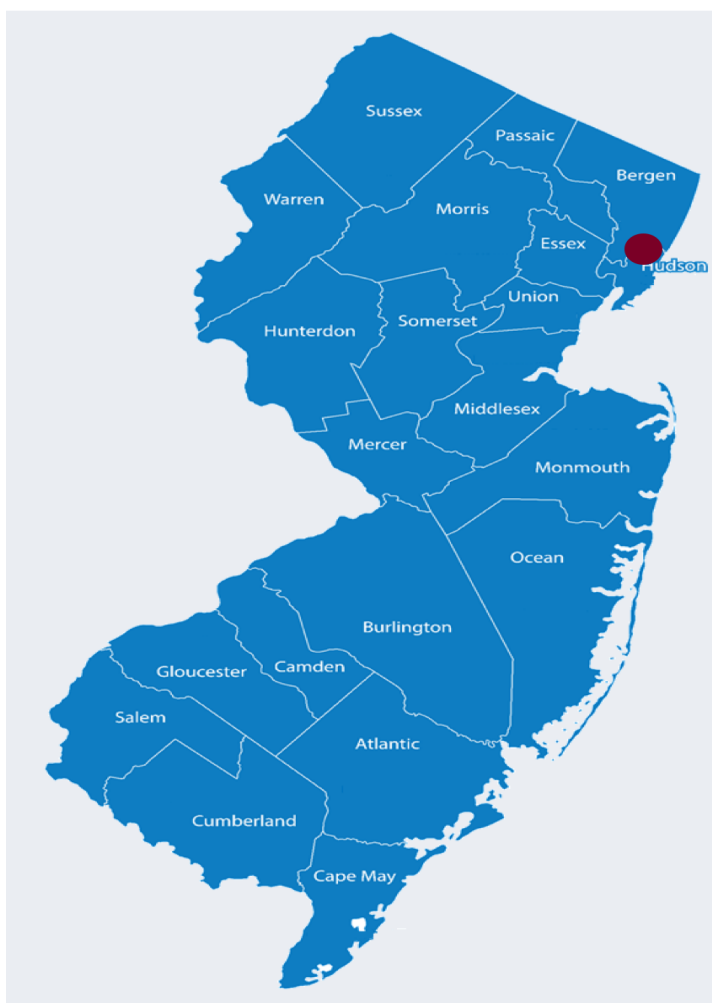 Sussex
Passaic
Bergen
Warren
Morris
Essex
Hudson
Union
Somerset
Hunterdon
Middlesex
Mercer
Monmouth
Ocean
Burlington
Camden
Gloucester
Salem
Atlantic
Cumberland
Cape May